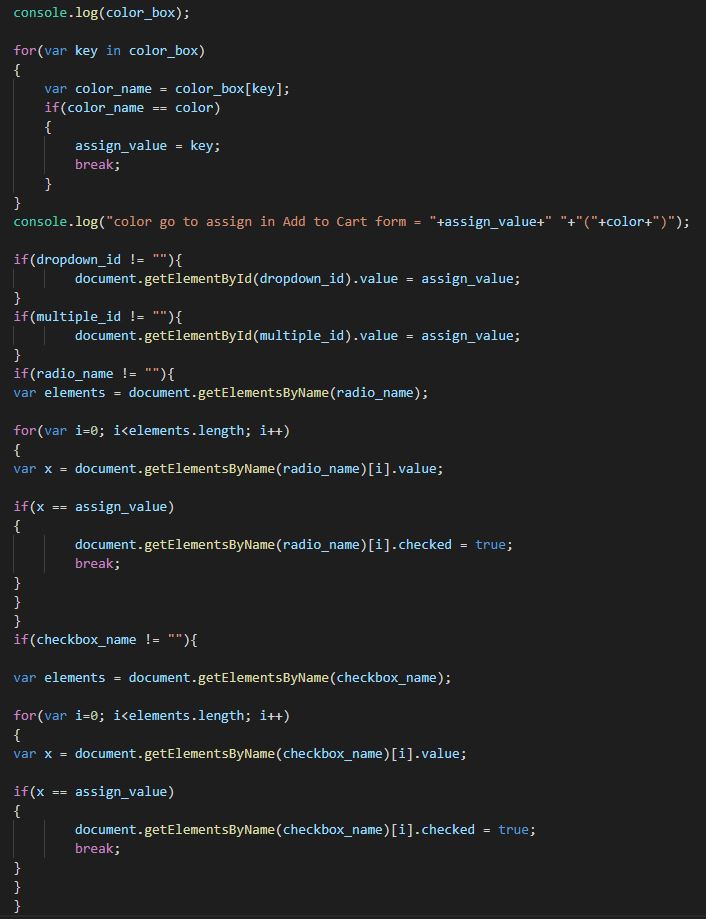 console.log(color_box);
for(var key in color_box)
{
var color_name = color_box[key];
if(color_name == color)
{
assign_value = key;
break;
}
}
console.log("color go to assign in Add to Cart form = "+assign_value+" "+"("+color+")");
if(dropdown_id != ""){
document.getElementById(dropdown_id).value = assign_value;
}
if(multiple_id != ""){
document.getElementById(multiple_id).value = assign_value;
}
if(radio_name != ""){
var elements = document.getElementsByName(radio_name);
for(var i=0; i<elements.length; i++)
{
var x = document.getElementsByName(radio_name)[i].value;
if(x == assign_value)
{
document.getElementsByName(radio_name)[i].checked = true;
break;
}
}
}
if(checkbox_name != ""){
var elements = document.getElementsByName(checkbox_name);
for(var i=0; i<elements.length; i++)
{
var x = document.getElementsByName(checkbox_name)[i].value;
if(x == assign_value)
{
document.getElementsByName(checkbox_name)[i].checked = true;
break;
}
}
}